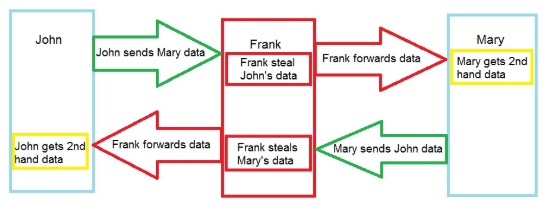 John
Frank
Mary
John sends Mary data
Frank steal
John's data
Frank forwards data
Mary gets 2nd
hand data
John gets 2nd
hand data
Frank forwards data
Frank steals
Mary's data
Mary sends John data